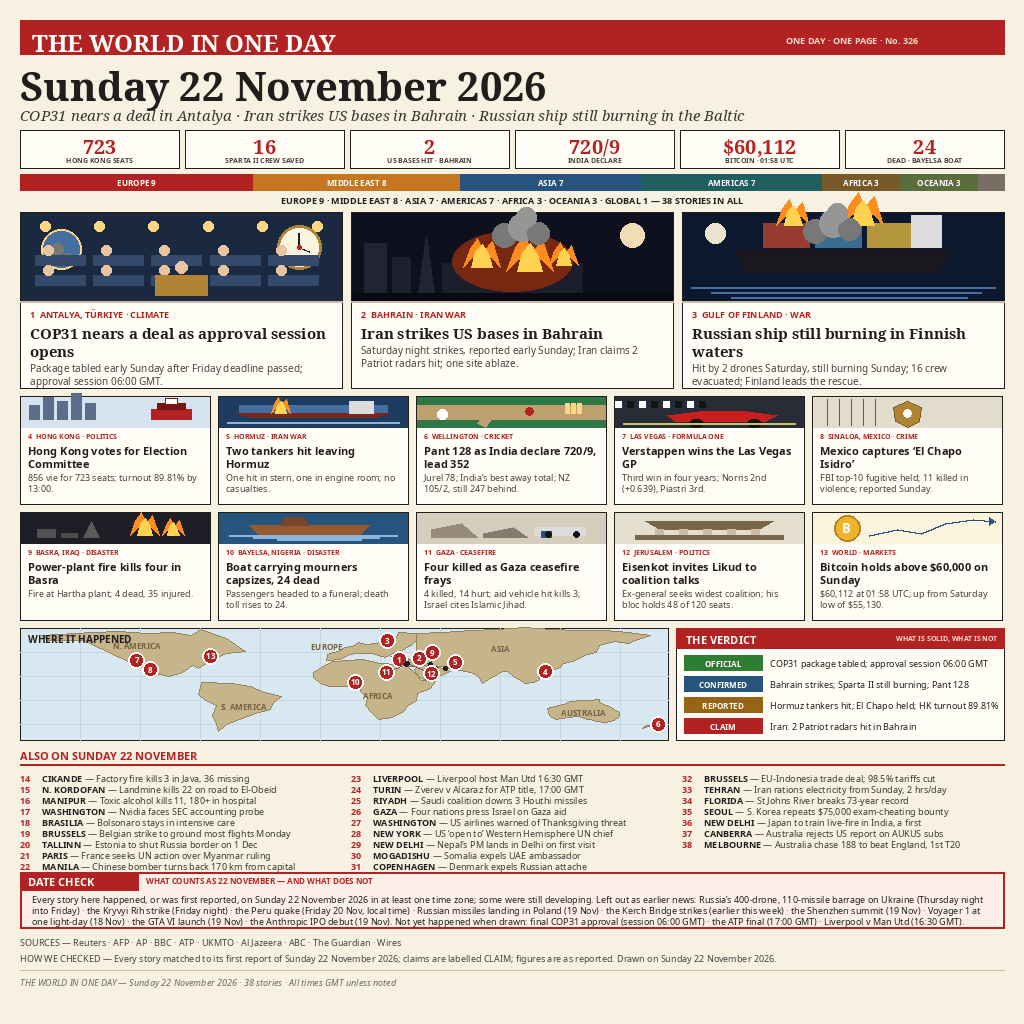 THE WORLD IN ONE DAY
ONE DAY · ONE PAGE · No. 326
Sunday 22 November 2026
COP31 nears a deal in Antalya · Iran strikes US bases in Bahrain · Russian ship still burning in the Baltic
723
HONG KONG SEATS
16
SPARTA II CREW SAVED
2
US BASES HIT · BAHRAIN
720/9
INDIA DECLARE
$60,112
BITCOIN · 01:58 UTC
24
DEAD · BAYELSA BOAT
EUROPE 9
MIDDLE EAST 8
ASIA 7
AMERICAS 7
AFRICA 3
OCEANIA 3
EUROPE 9 · MIDDLE EAST 8 · ASIA 7 · AMERICAS 7 · AFRICA 3 · OCEANIA 3 · GLOBAL 1 — 38 STORIES IN ALL
1 ANTALYA, TÜRKIYE · CLIMATE
COP31 nears a deal as approval session
opens
Package tabled early Sunday after Friday deadline passed;
approval session 06:00 GMT.
2 BAHRAIN · IRAN WAR
Iran strikes US bases in Bahrain
Saturday night strikes, reported early Sunday; Iran claims 2
Patriot radars hit; one site ablaze.
3 GULF OF FINLAND · WAR
Russian ship still burning in Finnish
waters
Hit by 2 drones Saturday, still burning Sunday; 16 crew
evacuated; Finland leads the rescue.
4 HONG KONG · POLITICS
Hong Kong votes for Election
Committee
856 vie for 723 seats; turnout 89.81% by
13:00.
5 HORMUZ · IRAN WAR
Two tankers hit leaving
Hormuz
One hit in stern, one in engine room; no
casualties.
6 WELLINGTON · CRICKET
Pant 128 as India declare 720/9,
lead 352
Jurel 78; India's best away total; NZ
105/2, still 247 behind.
7 LAS VEGAS · FORMULA ONE
Verstappen wins the Las Vegas
GP
Third win in four years; Norris 2nd
(+0.639), Piastri 3rd.
8 SINALOA, MEXICO · CRIME
Mexico captures ‘El Chapo
Isidro’
FBI top-10 fugitive held; 11 killed in
violence; reported Sunday.
9 BASRA, IRAQ · DISASTER
Power-plant fire kills four in
Basra
Fire at Hartha plant; 4 dead, 35 injured.
10 BAYELSA, NIGERIA · DISASTER
Boat carrying mourners
capsizes, 24 dead
Passengers headed to a funeral; death
toll rises to 24.
11 GAZA · CEASEFIRE
Four killed as Gaza ceasefire
frays
4 killed, 14 hurt; aid vehicle hit kills 3;
Israel cites Islamic Jihad.
12 JERUSALEM · POLITICS
Eisenkot invites Likud to
coalition talks
Ex-general seeks widest coalition; his
bloc holds 48 of 120 seats.
B
13 WORLD · MARKETS
Bitcoin holds above $60,000 on
Sunday
$60,112 at 01:58 UTC; up from Saturday
low of $55,130.
WHERE IT HAPPENED
N. AMERICA
EUROPE
ASIA
S. AMERICA
AFRICA
AUSTRALIA
7
8
13
3
1
2
9
5
11
12
10
4
6
THE VERDICT
WHAT IS SOLID, WHAT IS NOT
OFFICIAL COP31 package tabled; approval session 06:00 GMT
CONFIRMED Bahrain strikes; Sparta II still burning; Pant 128
REPORTED Hormuz tankers hit; El Chapo held; HK turnout 89.81%
CLAIM Iran: 2 Patriot radars hit in Bahrain
ALSO ON SUNDAY 22 NOVEMBER
14 CIKANDE — Factory fire kills 3 in Java, 36 missing
15 N. KORDOFAN — Landmine kills 22 on road to El-Obeid
16 MANIPUR — Toxic alcohol kills 11, 180+ in hospital
17 WASHINGTON — Nvidia faces SEC accounting probe
18 BRASILIA — Bolsonaro stays in intensive care
19 BRUSSELS — Belgian strike to ground most flights Monday
20 TALLINN — Estonia to shut Russia border on 1 Dec
21 PARIS — France seeks UN action over Myanmar ruling
22 MANILA — Chinese bomber turns back 170 km from capital
23 LIVERPOOL — Liverpool host Man Utd 16:30 GMT
24 TURIN — Zverev v Alcaraz for ATP title, 17:00 GMT
25 RIYADH — Saudi coalition downs 3 Houthi missiles
26 GAZA — Four nations press Israel on Gaza aid
27 WASHINGTON — US airlines warned of Thanksgiving threat
28 NEW YORK — US ‘open to’ Western Hemisphere UN chief
29 NEW DELHI — Nepal's PM lands in Delhi on first visit
30 MOGADISHU — Somalia expels UAE ambassador
31 COPENHAGEN — Denmark expels Russian attache
32 BRUSSELS — EU-Indonesia trade deal; 98.5% tariffs cut
33 TEHRAN — Iran rations electricity from Sunday, 2 hrs/day
34 FLORIDA — St Johns River breaks 73-year record
35 SEOUL — S. Korea repeats $75,000 exam-cheating bounty
36 NEW DELHI — Japan to train live-fire in India, a first
37 CANBERRA — Australia rejects US report on AUKUS subs
38 MELBOURNE — Australia chase 188 to beat England, 1st T20
DATE CHECK
WHAT COUNTS AS 22 NOVEMBER — AND WHAT DOES NOT
Every story here happened, or was first reported, on Sunday 22 November 2026 in at least one time zone; some were still developing. Left out as earlier news: Russia's 400-drone, 110-missile barrage on Ukraine (Thursday night
into Friday) · the Kryvyi Rih strike (Friday night) · the Peru quake (Friday 20 Nov, local time) · Russian missiles landing in Poland (19 Nov) · the Kerch Bridge strikes (earlier this week) · the Shenzhen summit (19 Nov) · Voyager 1 at
one light-day (18 Nov) · the GTA VI launch (19 Nov) · the Anthropic IPO debut (19 Nov). Not yet happened when drawn: final COP31 approval (session 06:00 GMT) · the ATP final (17:00 GMT) · Liverpool v Man Utd (16:30 GMT).
SOURCES — Reuters · AFP · AP · BBC · ATP · UKMTO · Al Jazeera · ABC · The Guardian · Wires
HOW WE CHECKED — Every story matched to its first report of Sunday 22 November 2026; claims are labelled CLAIM; figures are as reported. Drawn on Sunday 22 November 2026.
THE WORLD IN ONE DAY — Sunday 22 November 2026 · 38 stories · All times GMT unless noted